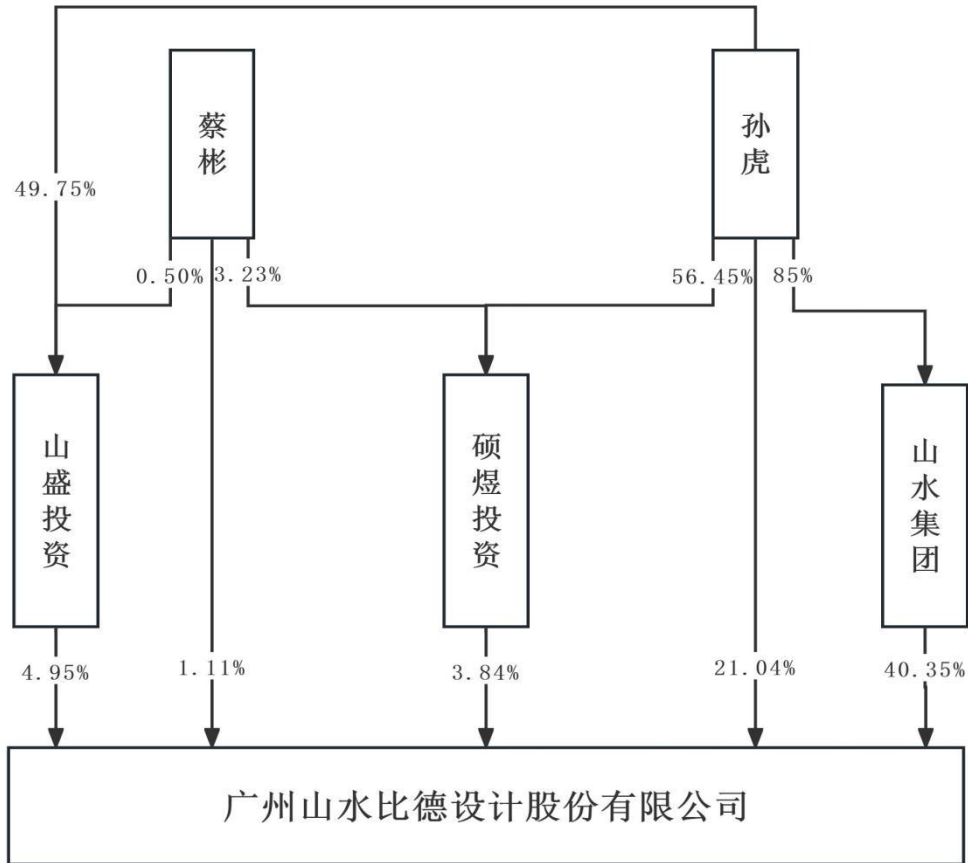 蔡彬
孙虎
49.75%
0.50%
3.23%
56.45%
85%
山盛投资
硕煜投资
山水集团
4.95%
1.11%
3.84%
21.04%
40.35%
广州山水比德设计股份有限公司